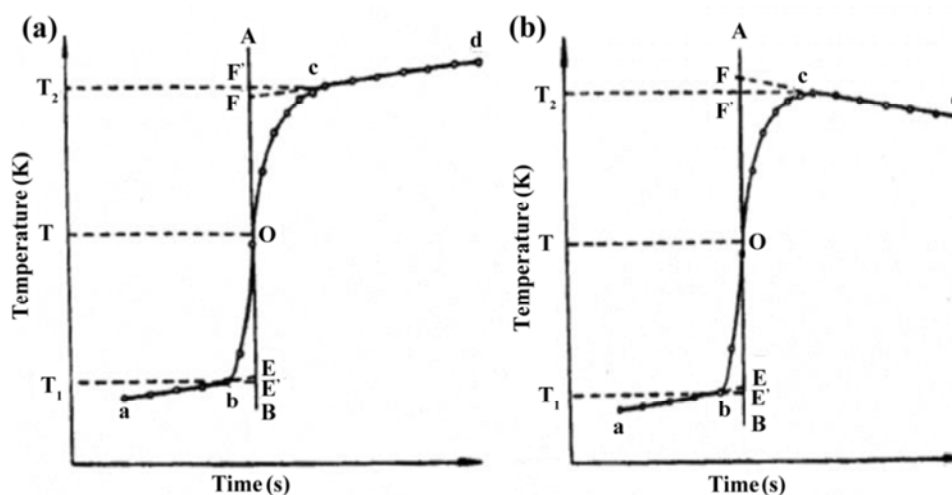 (a)
A
d
F'
c
T₂
F
Temperature (K)
T
O
T₁
E
E'
a
b
B
Time (s)
(b)
A
F
c
T₂
F'
Temperature (K)
T
O
E
T₁
E'
b
a
B
Time (s)